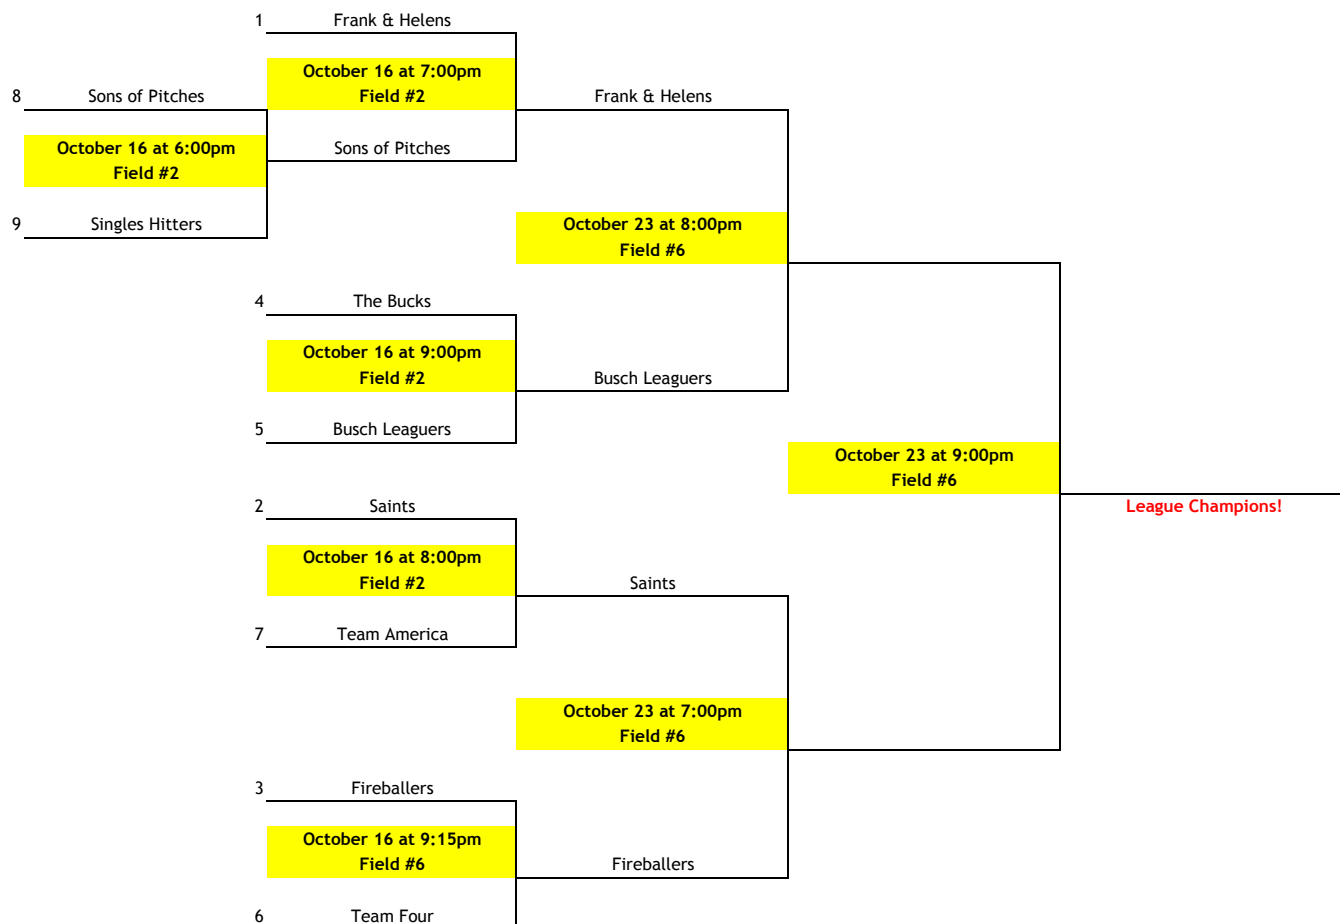 1 Frank & Helens
October 16 at 7:00pm
Field #2
8 Sons of Pitches
Frank & Helens
October 16 at 6:00pm
Field #2
Sons of Pitches
9 Singles Hitters
October 23 at 8:00pm
Field #6
4 The Bucks
October 16 at 9:00pm
Field #2
Busch Leaguers
5 Busch Leaguers
October 23 at 9:00pm
Field #6
League Champions!
2 Saints
October 16 at 8:00pm
Field #2
Saints
7 Team America
October 23 at 7:00pm
Field #6
3 Fireballers
October 16 at 9:15pm
Field #6
Fireballers
6 Team Four